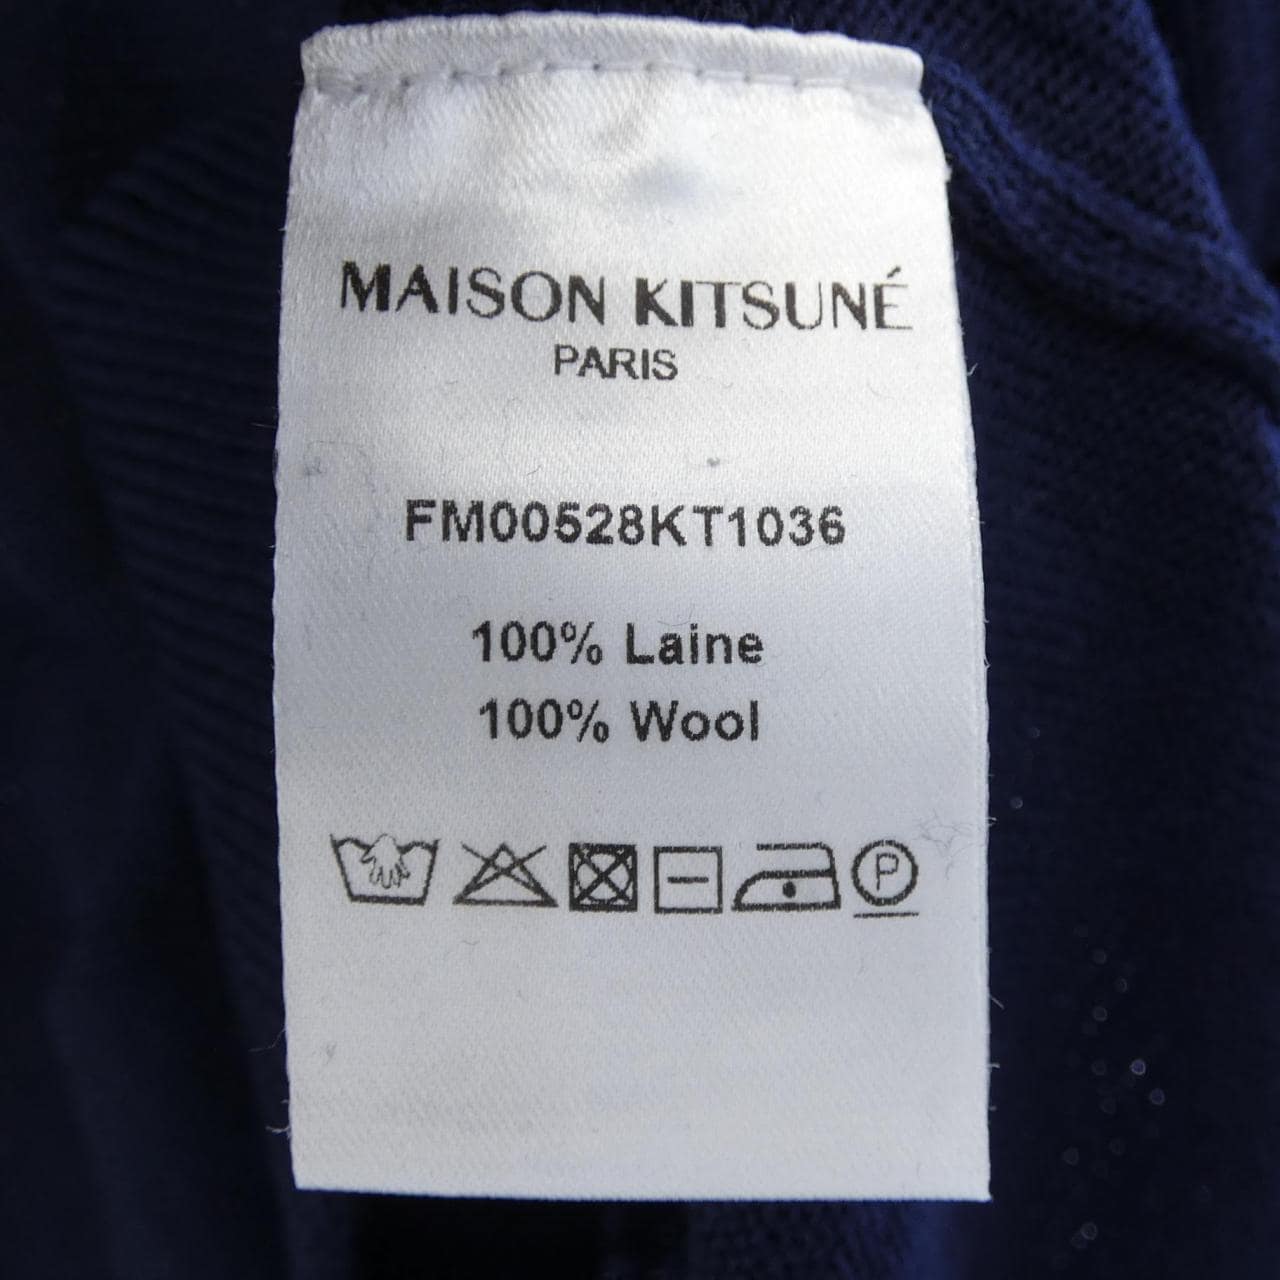 MAISON KITSUNÉ
PARIS
FM00528KT1036
100% Laine
100% Wool
P